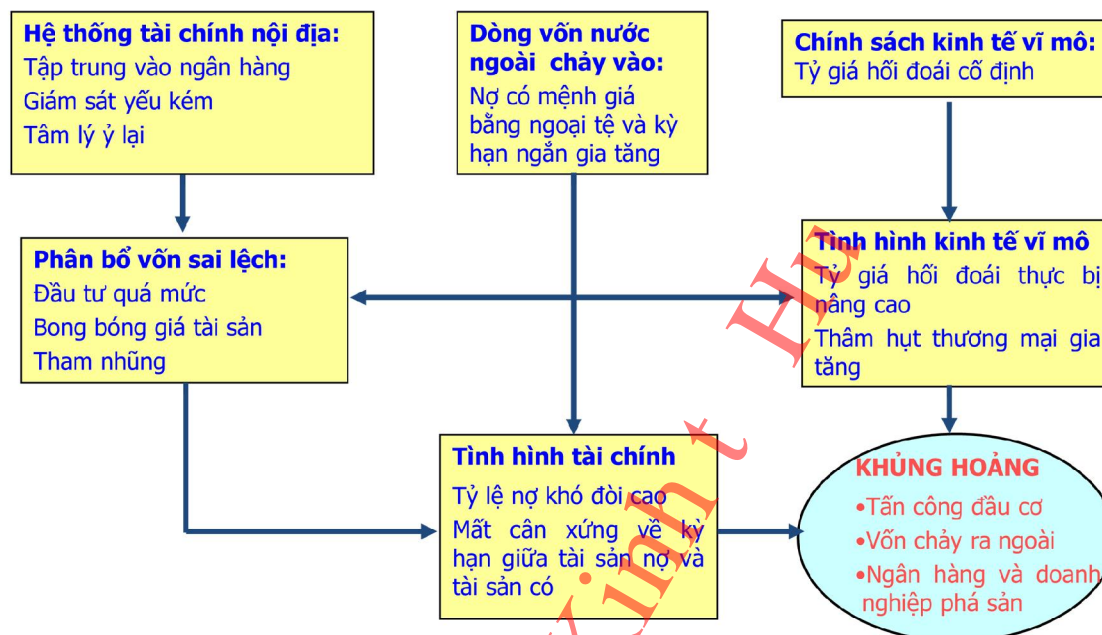 Hệ thống tài chính nội địa:
Tập trung vào ngân hàng
Giám sát yếu kém
Tâm lý ỷ lại
Dòng vốn nước
ngoài chảy vào:
Nợ có mệnh giá
bằng ngoại tệ và kỳ
hạn ngắn gia tăng
Chính sách kinh tế vĩ mô:
Tỷ giá hối đoái cố định
Phân bổ vốn sai lệch:
Đầu tư quá mức
Bong bóng giá tài sản
Tham nhũng
Tình hình kinh tế vĩ mô
Tỷ giá hối đoái thực bị
nâng cao
Thâm hụt thương mại gia
tăng
Tình hình tài chính
Tỷ lệ nợ khó đòi cao
Mất cân xứng về kỳ
hạn giữa tài sản nợ và
tài sản có
KHỦNG HOẢNG
•Tấn công đầu cơ
•Vốn chảy ra ngoài
•Ngân hàng và doanh
nghiệp phá sản
Kinh t Hu